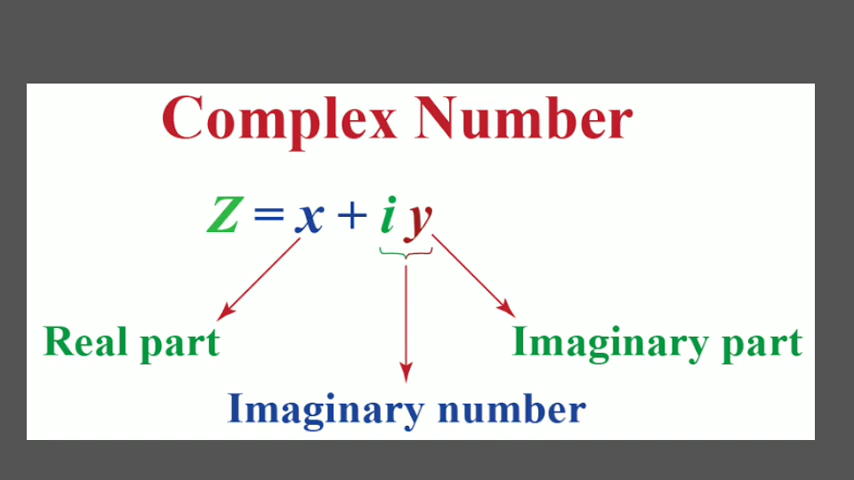 Complex Number
Z = x + i y
Real part
Imaginary part
Imaginary number